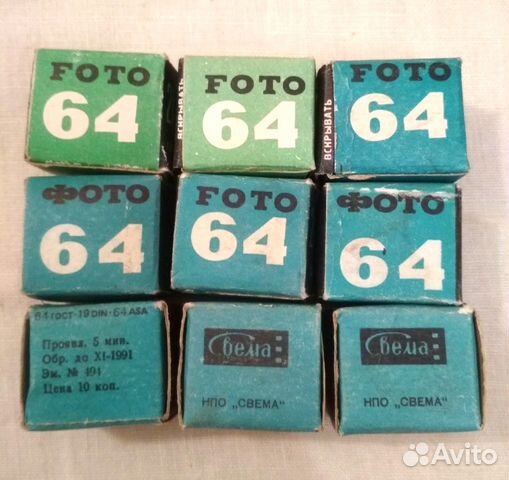 FOTO
64
ВСКРЫВАТЬ
FOTO
64
ВСКРЫВАТЬ
FOTO
64
ФОТО
64
FOTO
64
ФОТО
64
64 ГОСТ·19 DIN·64 ASA
Проявл. 5 мин.
Обр. до XI-1991
Эм. № 494
Цена 10 коп.
Свема
НПО „СВЕМА“
Свема
НПО „СВЕМА“
Avito